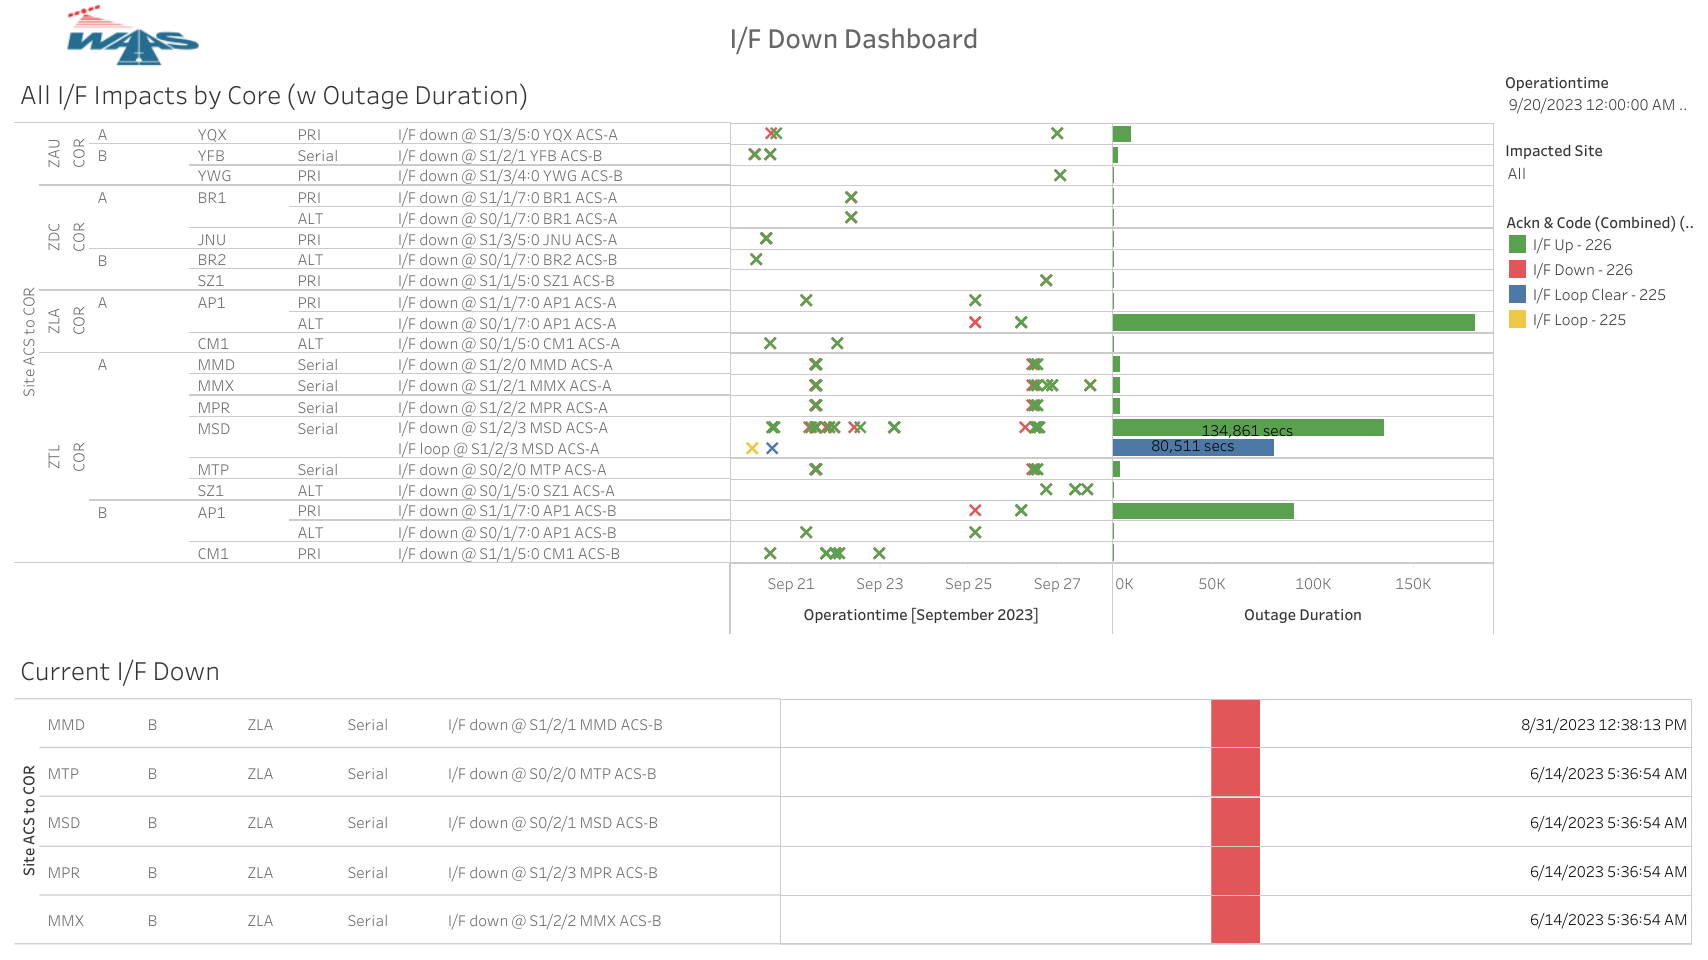 WAAS
I/F Down Dashboard
All I/F Impacts by Core (w Outage Duration)
Operationtime
9/20/2023 12:00:00 AM ..
Impacted Site
All
Ackn & Code (Combined) (..
I/F Up - 226
I/F Down - 226
I/F Loop Clear - 225
I/F Loop - 225
Site ACS to COR
ZAU COR A YQX PRI I/F down @ S1/3/5:0 YQX ACS-A
B YFB Serial I/F down @ S1/2/1 YFB ACS-B
YWG PRI I/F down @ S1/3/4:0 YWG ACS-B
ZDC COR A BR1 PRI I/F down @ S1/1/7:0 BR1 ACS-A
ALT I/F down @ S0/1/7:0 BR1 ACS-A
JNU PRI I/F down @ S1/3/5:0 JNU ACS-A
B BR2 ALT I/F down @ S0/1/7:0 BR2 ACS-B
SZ1 PRI I/F down @ S1/1/5:0 SZ1 ACS-B
ZLA COR A AP1 PRI I/F down @ S1/1/7:0 AP1 ACS-A
ALT I/F down @ S0/1/7:0 AP1 ACS-A
CM1 ALT I/F down @ S0/1/5:0 CM1 ACS-A
ZTL COR A MMD Serial I/F down @ S1/2/0 MMD ACS-A
MMX Serial I/F down @ S1/2/1 MMX ACS-A
MPR Serial I/F down @ S1/2/2 MPR ACS-A
MSD Serial I/F down @ S1/2/3 MSD ACS-A 134,861 secs
I/F loop @ S1/2/3 MSD ACS-A 80,511 secs
MTP Serial I/F down @ S0/2/0 MTP ACS-A
SZ1 ALT I/F down @ S0/1/5:0 SZ1 ACS-A
B AP1 PRI I/F down @ S1/1/7:0 AP1 ACS-B
ALT I/F down @ S0/1/7:0 AP1 ACS-B
CM1 PRI I/F down @ S1/1/5:0 CM1 ACS-B
Sep 21 Sep 23 Sep 25 Sep 27 0K 50K 100K 150K
Operationtime [September 2023] Outage Duration
Current I/F Down
Site ACS to COR
MMD B ZLA Serial I/F down @ S1/2/1 MMD ACS-B 8/31/2023 12:38:13 PM
MTP B ZLA Serial I/F down @ S0/2/0 MTP ACS-B 6/14/2023 5:36:54 AM
MSD B ZLA Serial I/F down @ S0/2/1 MSD ACS-B 6/14/2023 5:36:54 AM
MPR B ZLA Serial I/F down @ S1/2/3 MPR ACS-B 6/14/2023 5:36:54 AM
MMX B ZLA Serial I/F down @ S1/2/2 MMX ACS-B 6/14/2023 5:36:54 AM